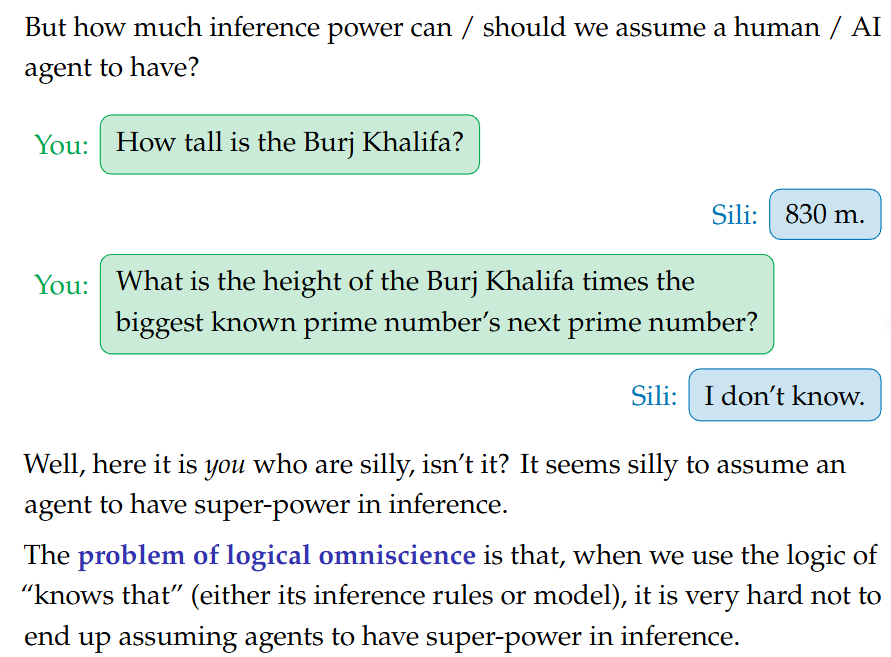 But how much inference power can / should we assume a human / AI
agent to have?
You: How tall is the Burj Khalifa?
Sili: 830 m.
You: What is the height of the Burj Khalifa times the
biggest known prime number’s next prime number?
Sili: I don’t know.
Well, here it is you who are silly, isn’t it? It seems silly to assume an
agent to have super-power in inference.
The problem of logical omniscience is that, when we use the logic of
“knows that” (either its inference rules or model), it is very hard not to
end up assuming agents to have super-power in inference.